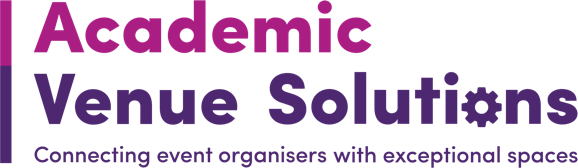 Academic
Venue Solutions
Connecting event organisers with exceptional spaces